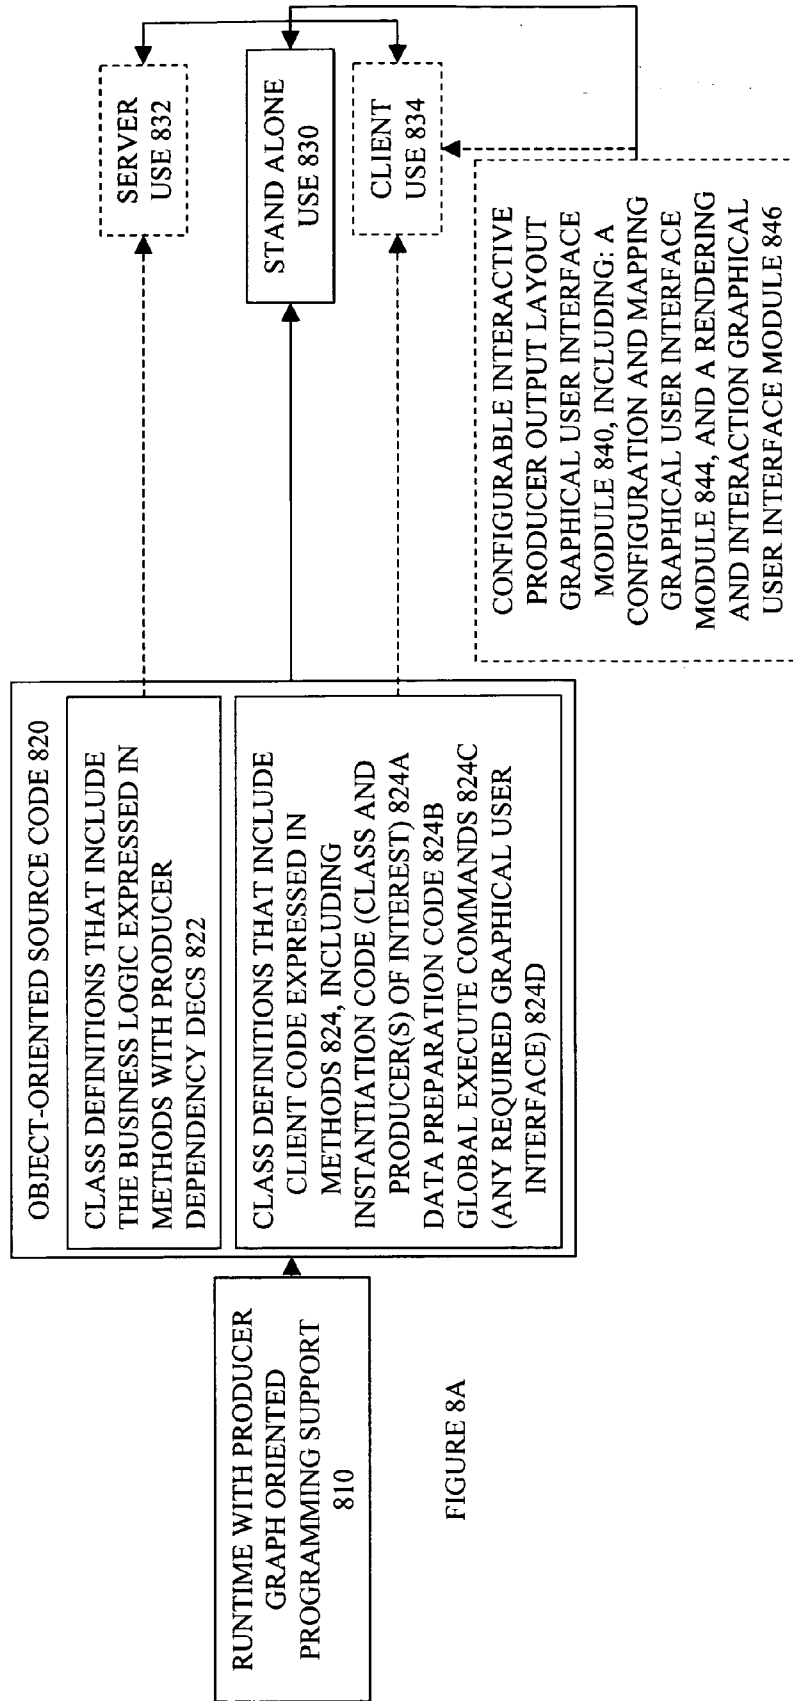 RUNTIME WITH PRODUCER
GRAPH ORIENTED
PROGRAMMING SUPPORT
810
OBJECT-ORIENTED SOURCE CODE 820
CLASS DEFINITIONS THAT INCLUDE
THE BUSINESS LOGIC EXPRESSED IN
METHODS WITH PRODUCER
DEPENDENCY DECS 822
CLASS DEFINITIONS THAT INCLUDE
CLIENT CODE EXPRESSED IN
METHODS 824, INCLUDING
INSTANTIATION CODE (CLASS AND
PRODUCER(S) OF INTEREST) 824A
DATA PREPARATION CODE 824B
GLOBAL EXECUTE COMMANDS 824C
(ANY REQUIRED GRAPHICAL USER
INTERFACE) 824D
SERVER
USE 832
STAND ALONE
USE 830
CLIENT
USE 834
CONFIGURABLE INTERACTIVE
PRODUCER OUTPUT LAYOUT
GRAPHICAL USER INTERFACE
MODULE 840, INCLUDING: A
CONFIGURATION AND MAPPING
GRAPHICAL USER INTERFACE
MODULE 844, AND A RENDERING
AND INTERACTION GRAPHICAL
USER INTERFACE MODULE 846
FIGURE 8A